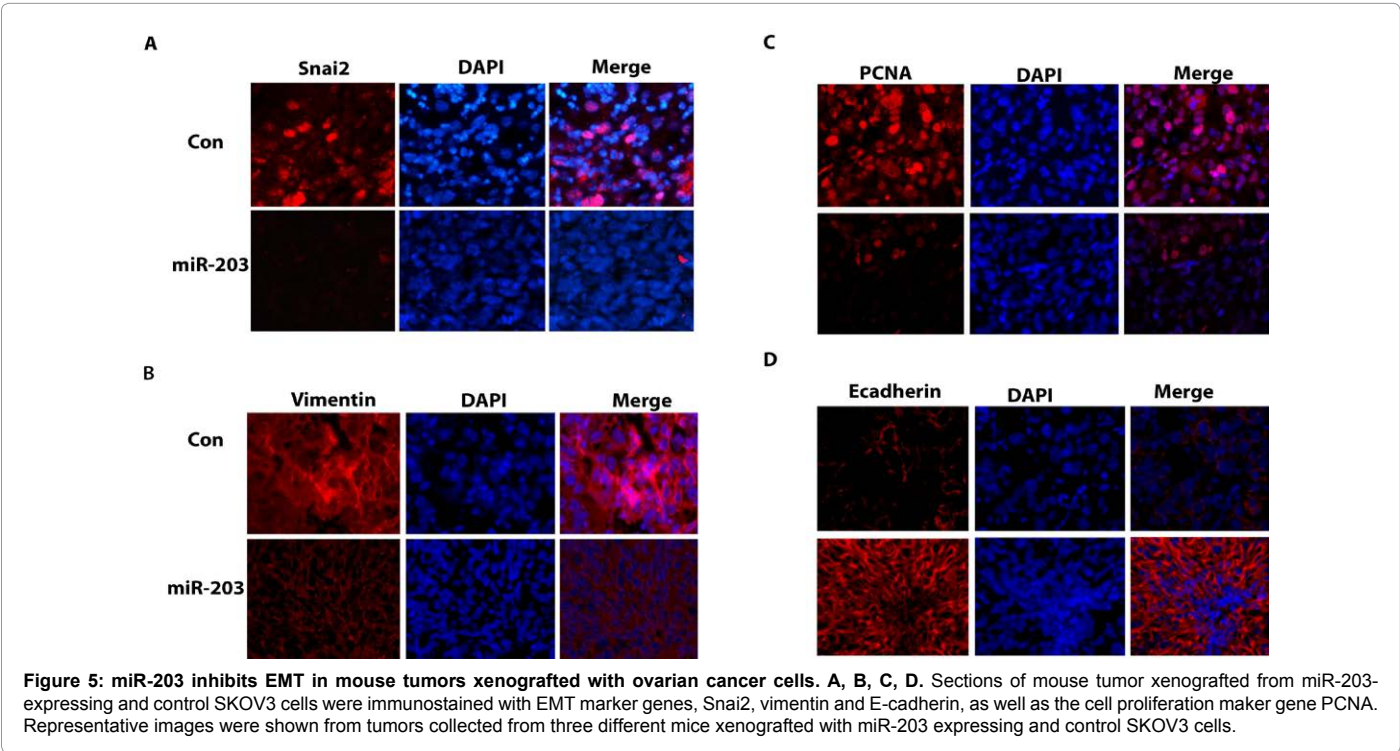 A
Snai2 DAPI Merge
Con
miR-203
B
Vimentin DAPI Merge
Con
miR-203
C
PCNA DAPI Merge
D
Ecadherin DAPI Merge
Figure 5: miR-203 inhibits EMT in mouse tumors xenografted with ovarian cancer cells. A, B, C, D. Sections of mouse tumor xenografted from miR-203-
expressing and control SKOV3 cells were immunostained with EMT marker genes, Snai2, vimentin and E-cadherin, as well as the cell proliferation maker gene PCNA.
Representative images were shown from tumors collected from three different mice xenografted with miR-203 expressing and control SKOV3 cells.